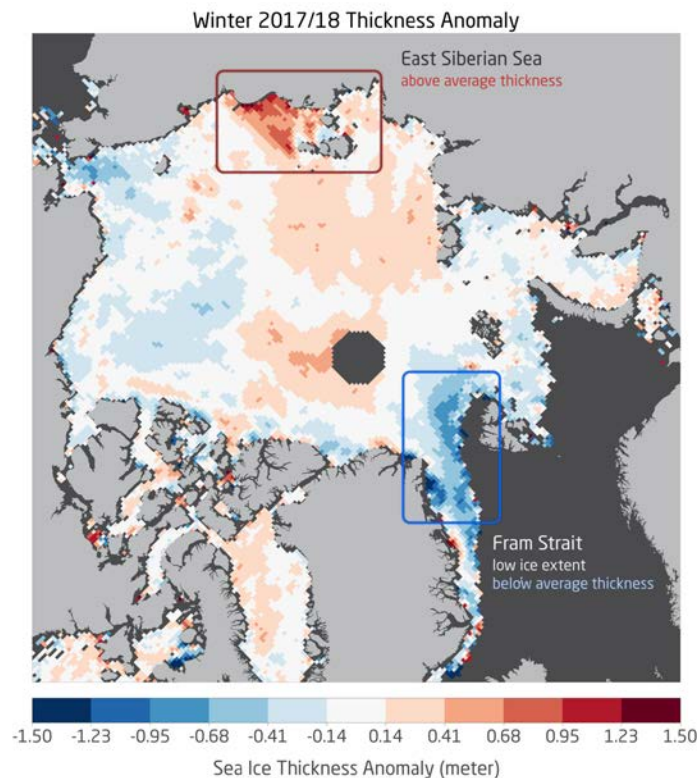 Winter 2017/18 Thickness Anomaly
East Siberian Sea
above average thickness
Fram Strait
low ice extent
below average thickness
-1.50 -1.23 -0.95 -0.68 -0.41 -0.14 0.14 0.41 0.68 0.95 1.23 1.50
Sea Ice Thickness Anomaly (meter)